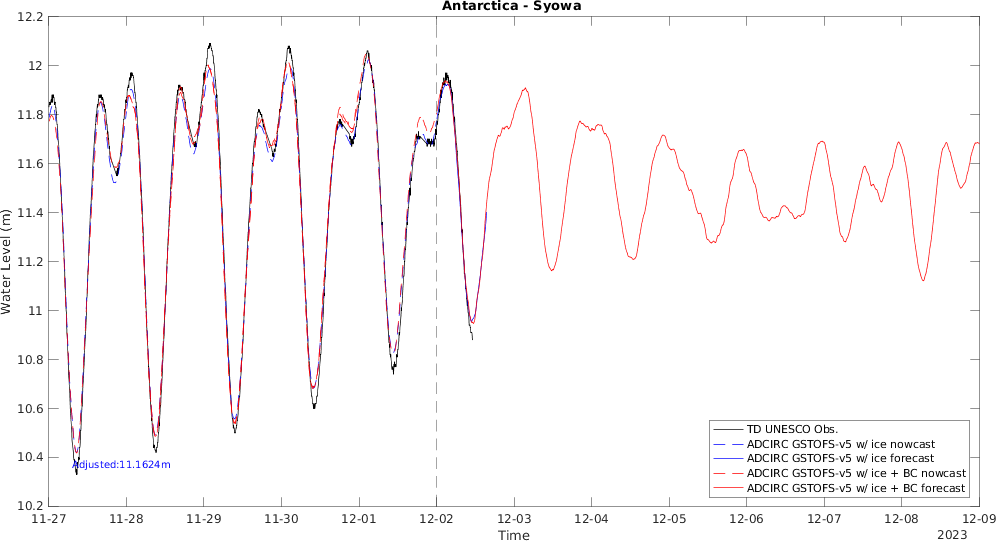 Antarctica - Syowa
12.2
12
11.8
11.6
11.4
11.2
11
10.8
10.6
10.4
10.2
Water Level (m)
Adjusted:11.1624m
TD UNESCO Obs.
ADCIRC GSTOFS-v5 w/ ice nowcast
ADCIRC GSTOFS-v5 w/ ice forecast
ADCIRC GSTOFS-v5 w/ ice + BC nowcast
ADCIRC GSTOFS-v5 w/ ice + BC forecast
11-27 11-28 11-29 11-30 12-01 12-02 12-03 12-04 12-05 12-06 12-07 12-08 12-09
Time
2023